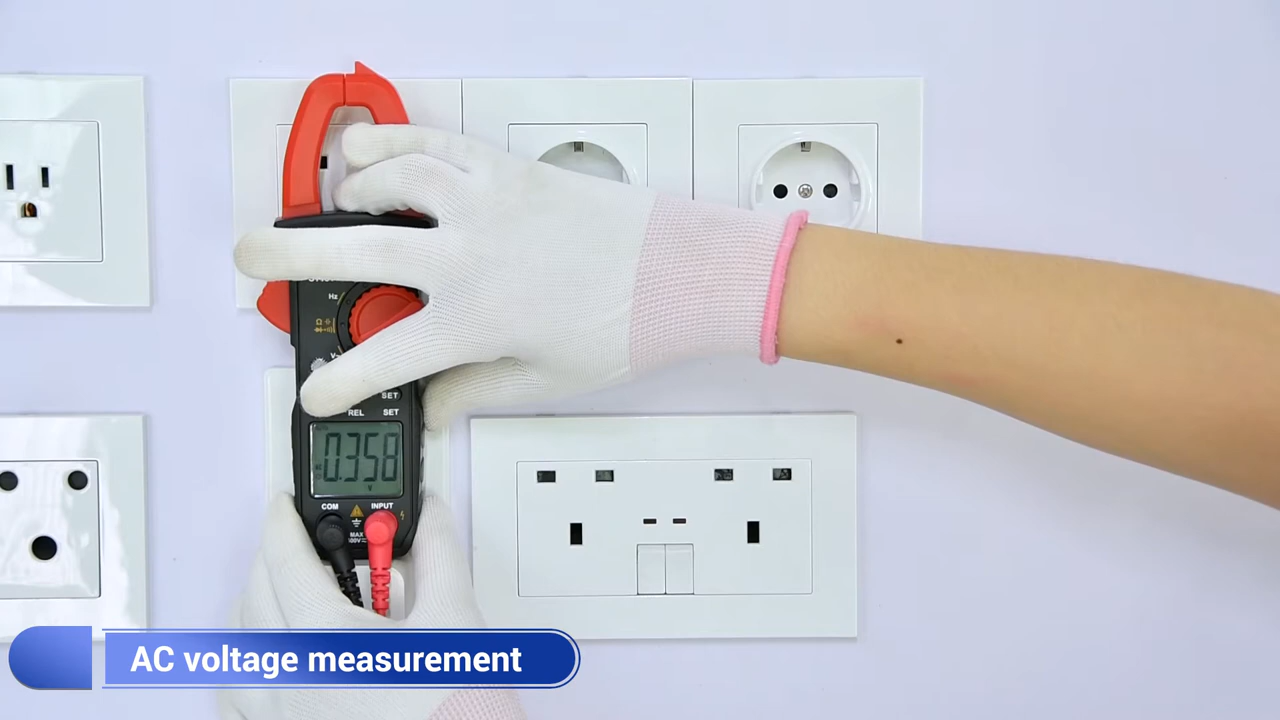 Hz
Ω
V
SET
REL SET
0.358
V
COM INPUT
MAX
AC voltage measurement